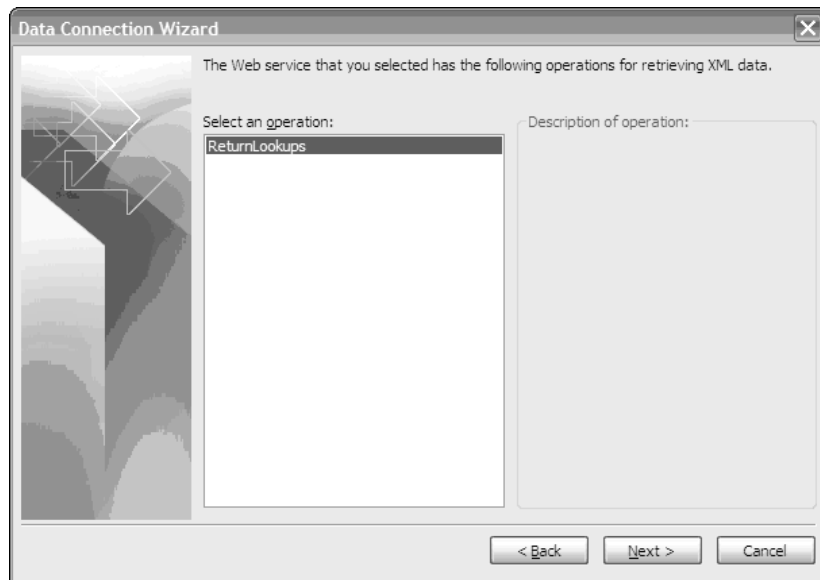 Data Connection Wizard
The Web service that you selected has the following operations for retrieving XML data.
Select an operation:
Description of operation:
ReturnLookups
< Back
Next >
Cancel